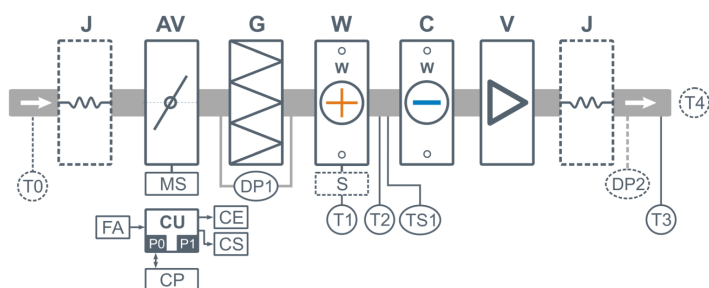 J AV G W C V J
w w
T4
T0 MS DP1 S DP2
T1 T2 TS1 T3
FA CU CE
P0 P1 CS
CP